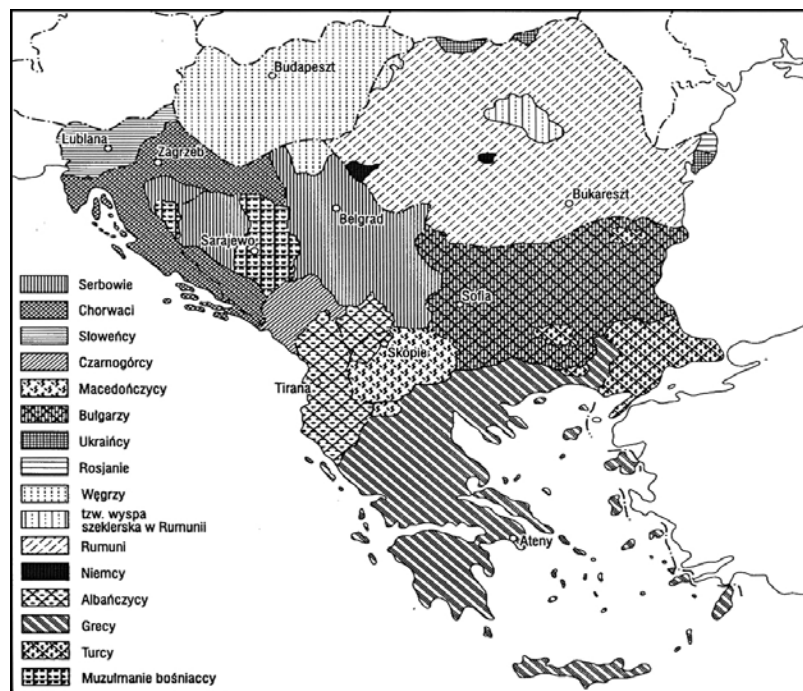 Budapeszt
Lublana
Zagrzeb
Bukareszt
Belgrad
Sarajewo
Sofia
Skopie
Tirana
Ateny
Serbowie
Chorwaci
Słoweńcy
Czarnogórcy
Macedończycy
Bułgarzy
Ukraińcy
Rosjanie
Węgrzy
tzw. wyspa
szeklerska w Rumunii
Rumuni
Niemcy
Albańczycy
Grecy
Turcy
Muzułmanie bośniaccy